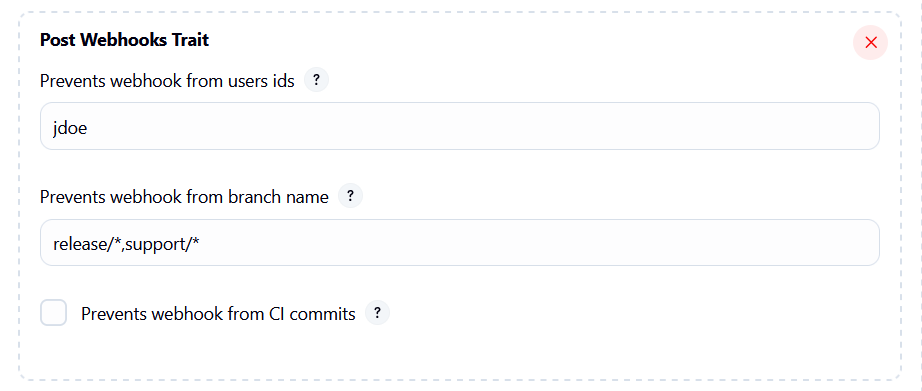 Post Webhooks Trait
Prevents webhook from users ids ?
jdoe
Prevents webhook from branch name ?
release/*,support/*
Prevents webhook from CI commits ?